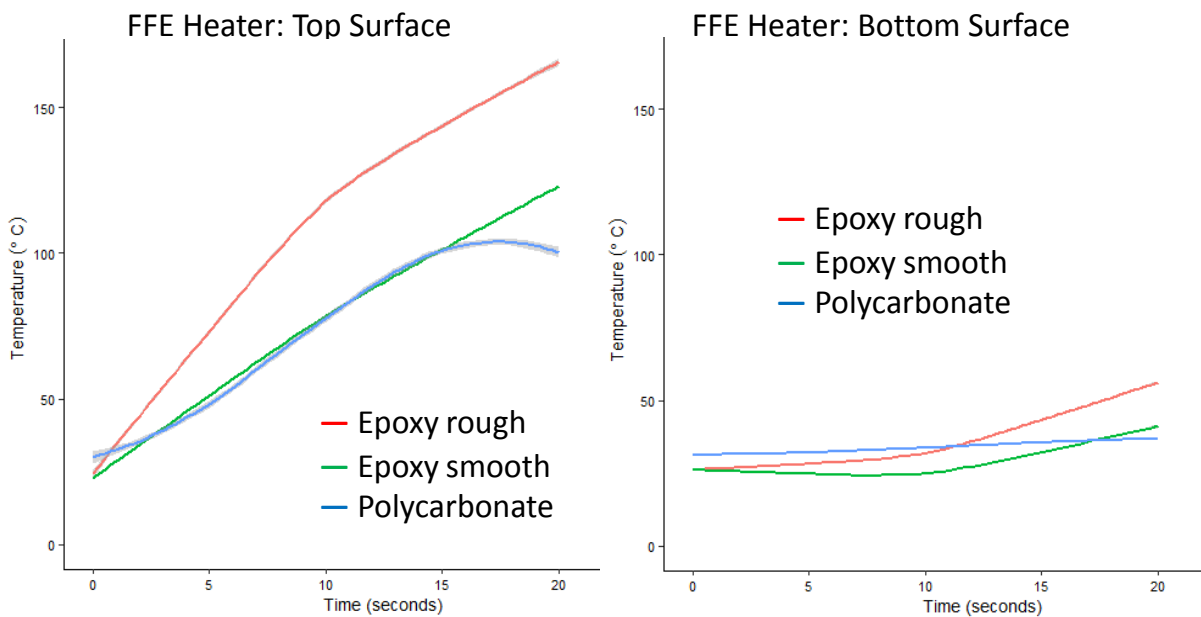 FFE Heater: Top Surface
150
100
50
0
Temperature (° C)
Epoxy rough
Epoxy smooth
Polycarbonate
0 5 10 15 20
Time (seconds)
FFE Heater: Bottom Surface
150
100
50
0
Temperature (° C)
Epoxy rough
Epoxy smooth
Polycarbonate
0 5 10 15 20
Time (seconds)